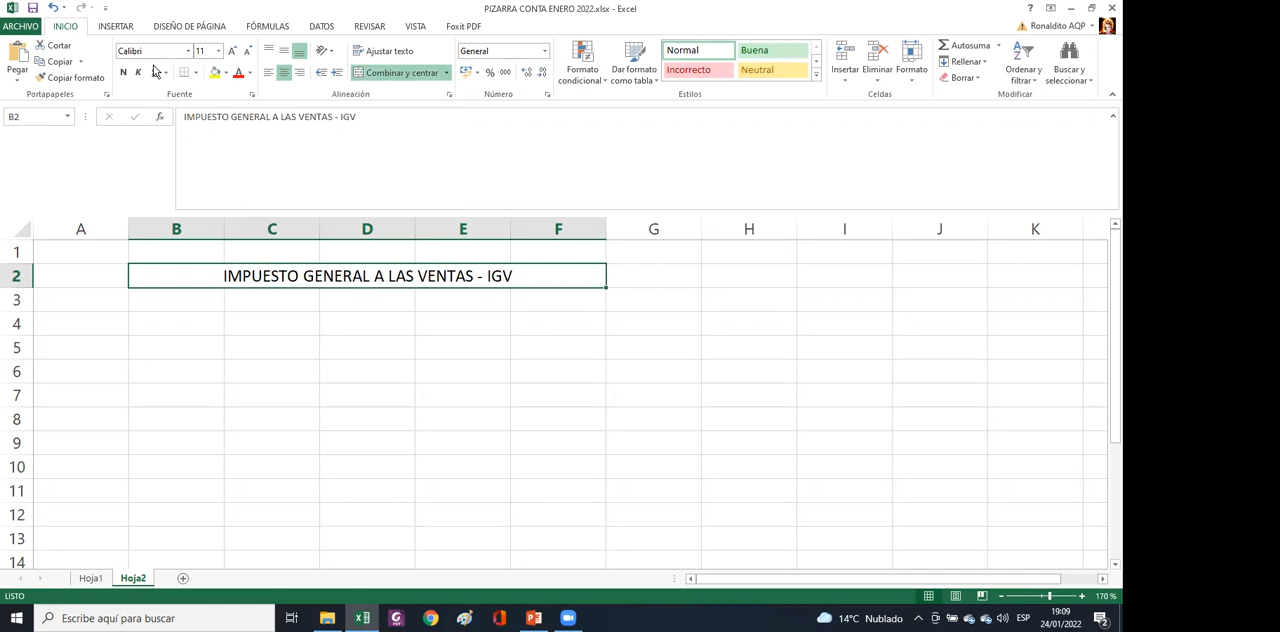 PIZARRA CONTA ENERO 2022.xlsx - Excel
ARCHIVO INICIO INSERTAR DISEÑO DE PÁGINA FÓRMULAS DATOS REVISAR VISTA Foxit PDF Ronaldito AQP
Pegar
Cortar
Copiar
Copiar formato
Portapapeles
Calibri 11
N K
Fuente
Ajustar texto
Combinar y centrar
Alineación
General
% 000
Número
Formato condicional
Dar formato como tabla
Normal Buena
Incorrecto Neutral
Estilos
Insertar Eliminar Formato
Celdas
Autosuma
Rellenar
Borrar
Ordenar y filtrar
Buscar y seleccionar
Modificar
B2 fx IMPUESTO GENERAL A LAS VENTAS - IGV
A B C D E F G H I J K
1
2 IMPUESTO GENERAL A LAS VENTAS - IGV
3
4
5
6
7
8
9
10
11
12
13
14
Hoja1 Hoja2
LISTO 170 %
Escribe aquí para buscar 14°C Nublado ESP 19:09
24/01/2022 2